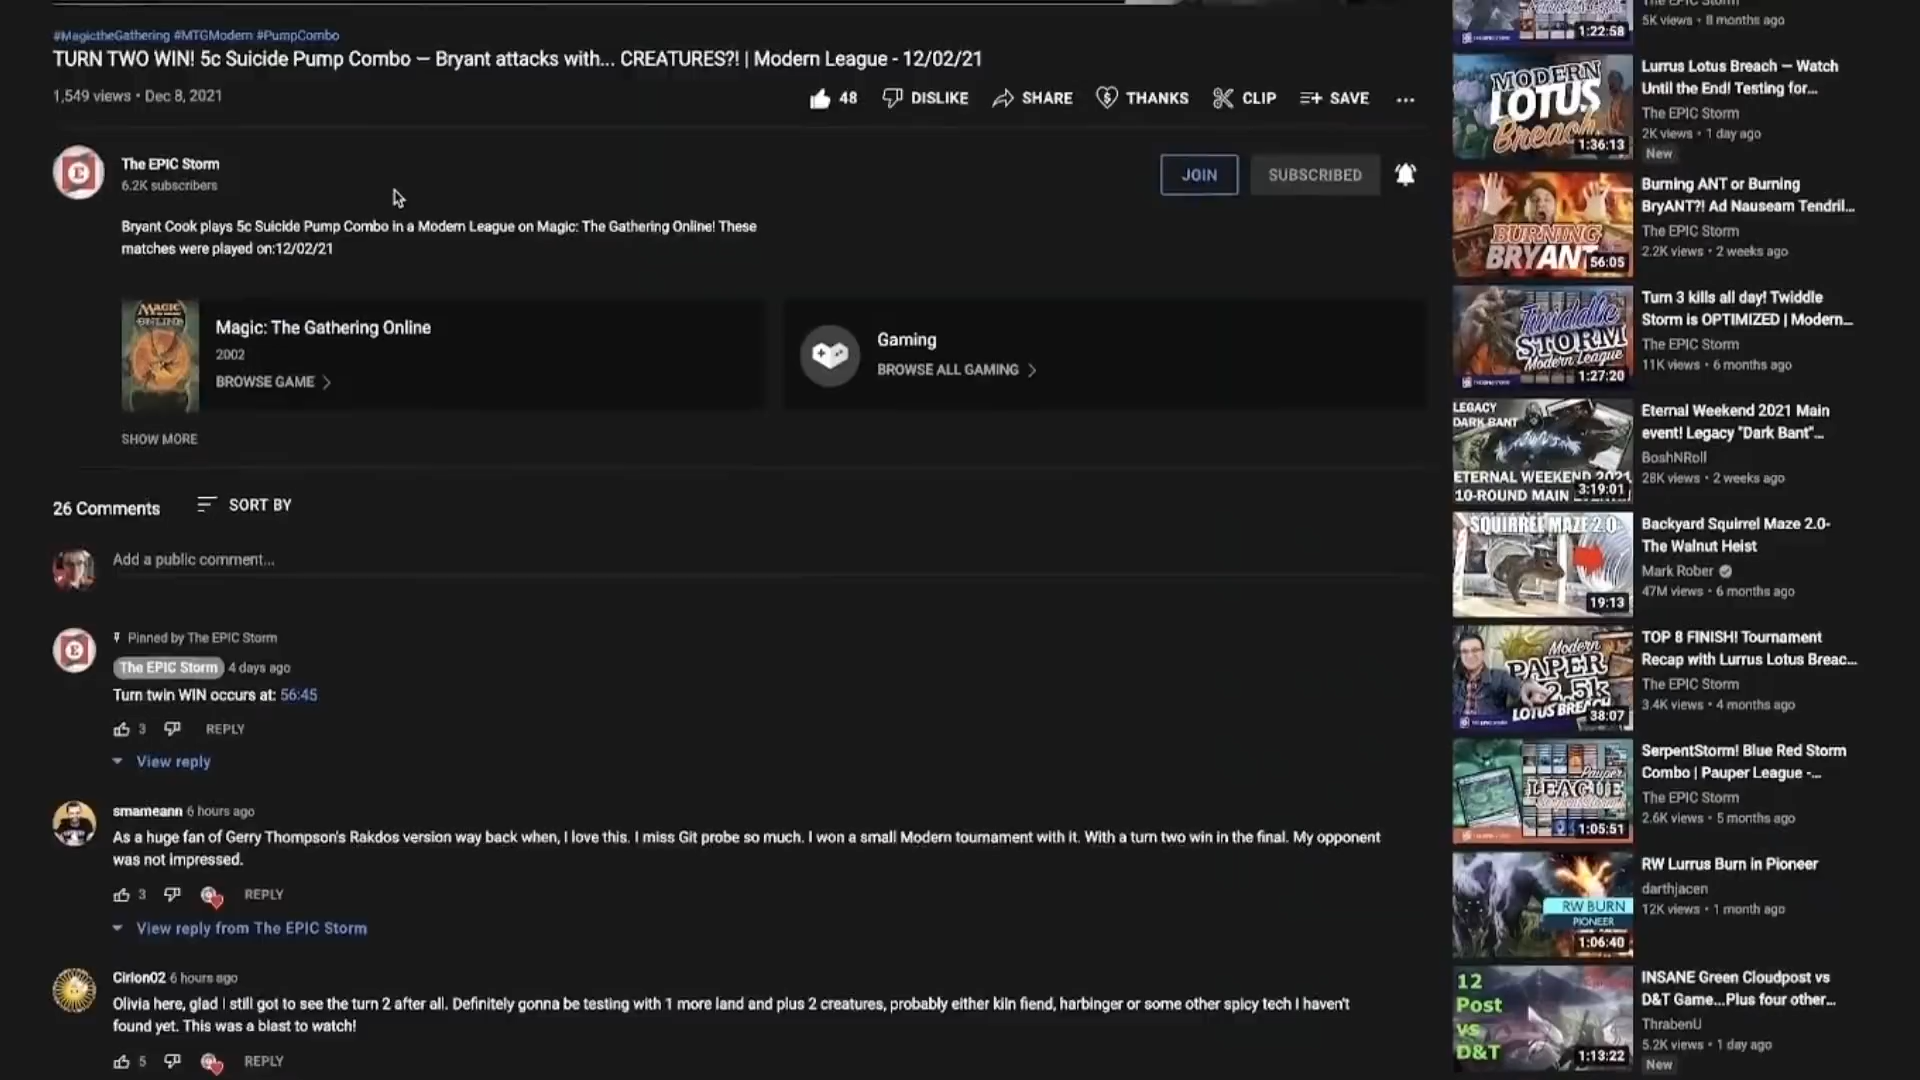 #MagictheGathering #MTGModern #PumpCombo
TURN TWO WIN! 5c Suicide Pump Combo — Bryant attacks with... CREATURES?! | Modern League - 12/02/21
1,549 views • Dec 8, 2021
48 DISLIKE SHARE THANKS CLIP SAVE ...
The EPIC Storm
6.2K subscribers
JOIN
SUBSCRIBED
Bryant Cook plays 5c Suicide Pump Combo in a Modern League on Magic: The Gathering Online! These
matches were played on:12/02/21
MAGIC
ONLINE
Magic: The Gathering Online
2002
BROWSE GAME
Gaming
BROWSE ALL GAMING
SHOW MORE
26 Comments
SORT BY
Add a public comment...
Pinned by The EPIC Storm
The EPIC Storm 4 days ago
Turn twin WIN occurs at: 56:45
3 REPLY
View reply
smameann 6 hours ago
As a huge fan of Gerry Thompson's Rakdos version way back when, I love this. I miss Git probe so much. I won a small Modern tournament with it. With a turn two win in the final. My opponent
was not impressed.
3 REPLY
View reply from The EPIC Storm
Cirion02 6 hours ago
Olivia here, glad I still got to see the turn 2 after all. Definitely gonna be testing with 1 more land and plus 2 creatures, probably either kiln fiend, harbinger or some other spicy tech I haven't
found yet. This was a blast to watch!
5 REPLY
1:22:58
The EPIC Storm
5K views • 8 months ago
MODERN
LOTUS
Breach
1:36:13
Lurrus Lotus Breach — Watch
Until the End! Testing for...
The EPIC Storm
2K views • 1 day ago
New
BURNING
BRYANT
56:05
Burning ANT or Burning
BryANT?! Ad Nauseam Tendril...
The EPIC Storm
2.2K views • 2 weeks ago
Twiddle
STORM
Modern League
1:27:20
Turn 3 kills all day! Twiddle
Storm is OPTIMIZED | Modern...
The EPIC Storm
11K views • 6 months ago
LEGACY
DARK BANT
ETERNAL WEEKEND 2021
10-ROUND MAIN
3:19:01
Eternal Weekend 2021 Main
event! Legacy "Dark Bant"...
BoshNRoll
28K views • 2 weeks ago
SQUIRREL MAZE 2.0
19:13
Backyard Squirrel Maze 2.0-
The Walnut Heist
Mark Rober
47M views • 6 months ago
Modern
PAPER
2.5k
LOTUS BREACH
38:07
TOP 8 FINISH! Tournament
Recap with Lurrus Lotus Breac...
The EPIC Storm
3.4K views • 4 months ago
Pauper
LEAGUE
1:05:51
SerpentStorm! Blue Red Storm
Combo | Pauper League -...
The EPIC Storm
2.6K views • 5 months ago
RW BURN
PIONEER
1:06:40
RW Lurrus Burn in Pioneer
darthjacen
12K views • 1 month ago
12
Post
vs
D&T
1:13:22
INSANE Green Cloudpost vs
D&T Game...Plus four other...
ThrabenU
5.2K views • 1 day ago
New